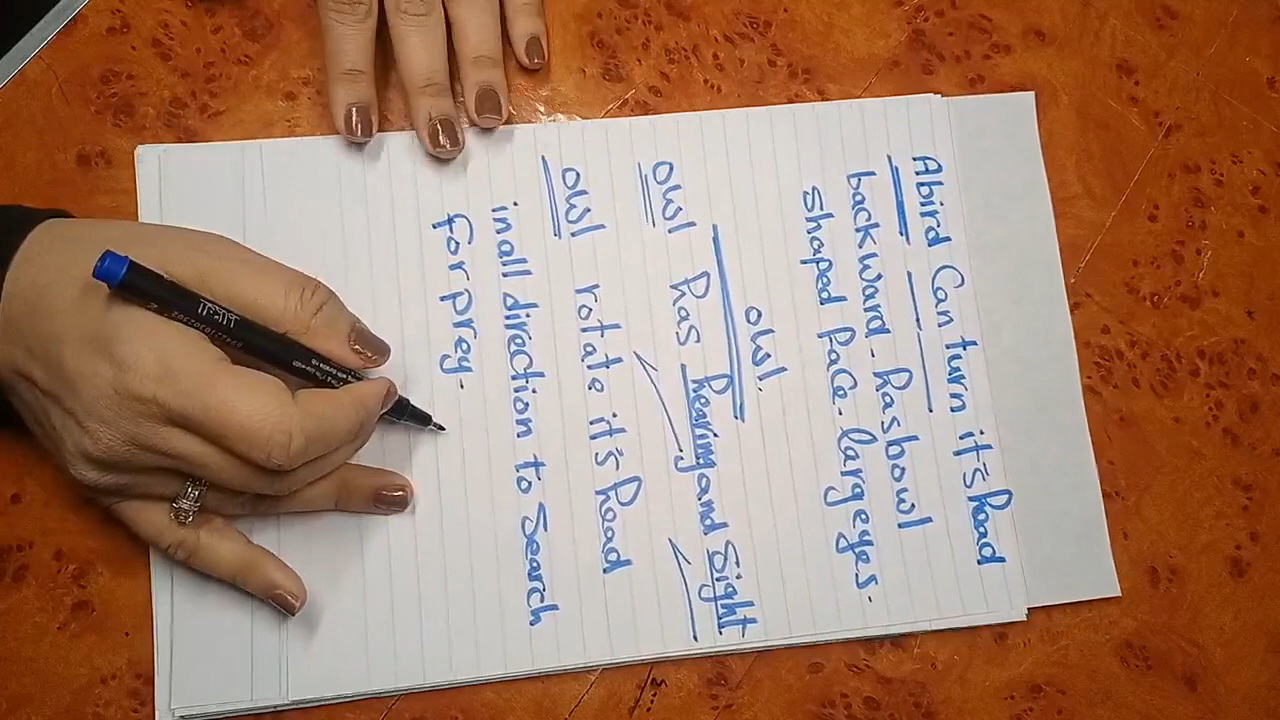 Abird Can turn it's head
backward - has bowl
shaped face - large eyes.
owl.
owl has hearing and Sight
owl rotate it's head
in all direction to Search
for prey.